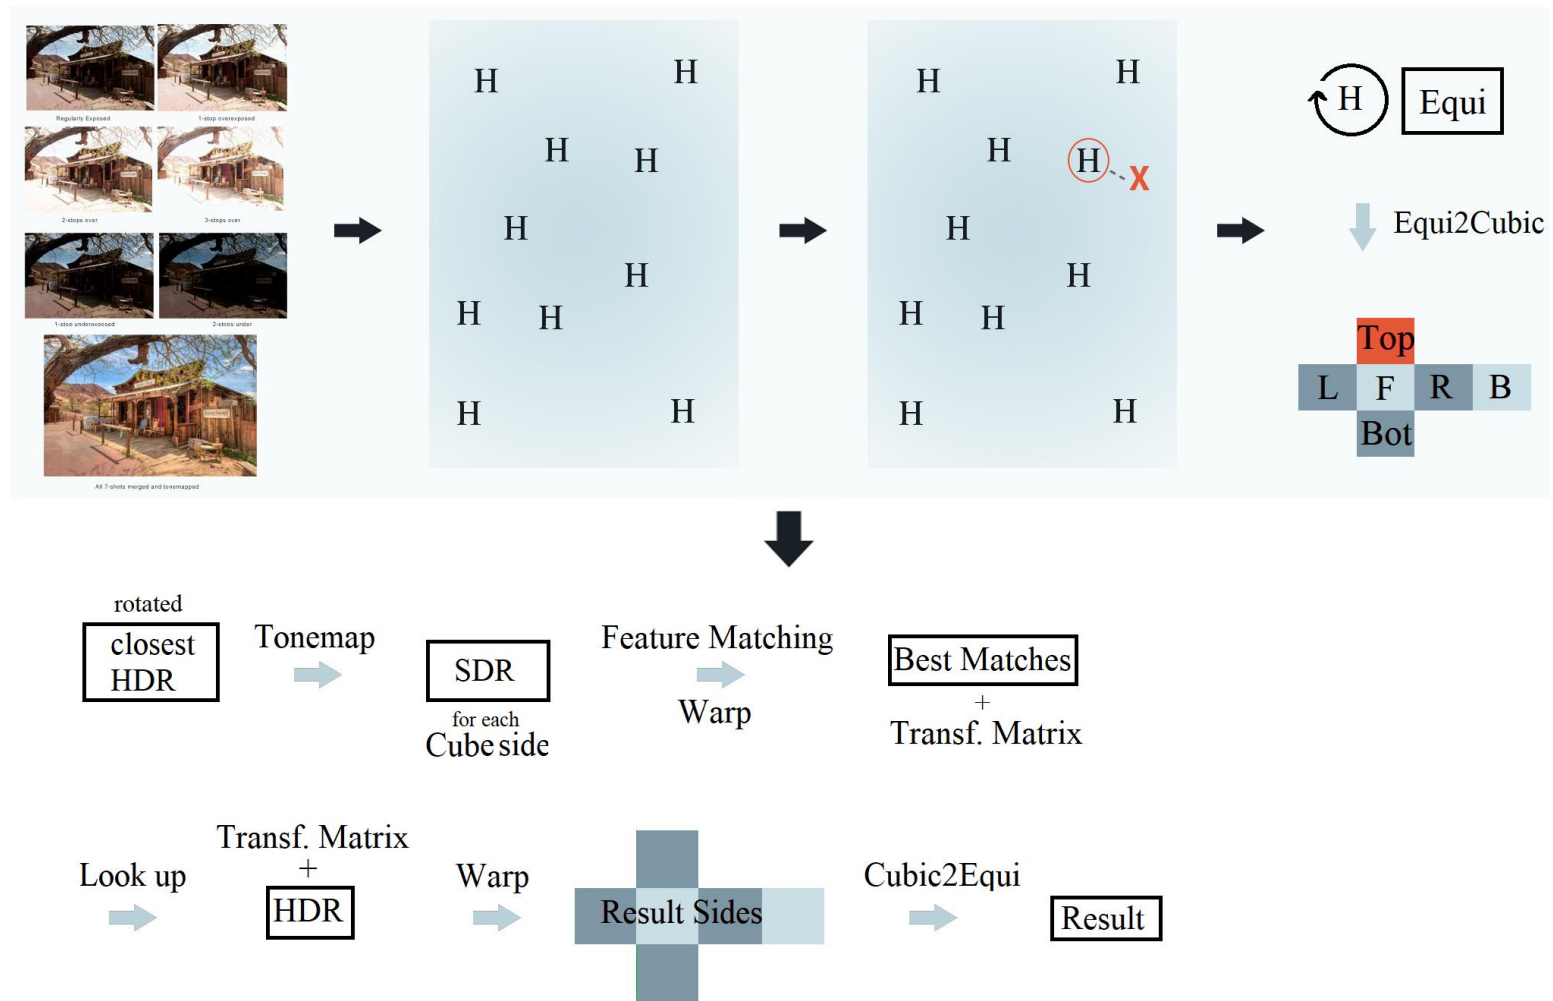 Regularly Exposed
1-stop overexposed
2-stops over
3-stops over
1-stop underexposed
2-stops under
All 7-shots merged and tonemapped
H
H
H
H
H
H
H
H
H
H
H
H
H
H
X
H
H
H
H
H
H
H
Equi
Equi2Cubic
Top
L F R B
Bot
rotated
closest
HDR
Tonemap
SDR
for each
Cube side
Feature Matching
Warp
Best Matches
+
Transf. Matrix
Look up
Transf. Matrix
+
HDR
Warp
Result Sides
Cubic2Equi
Result